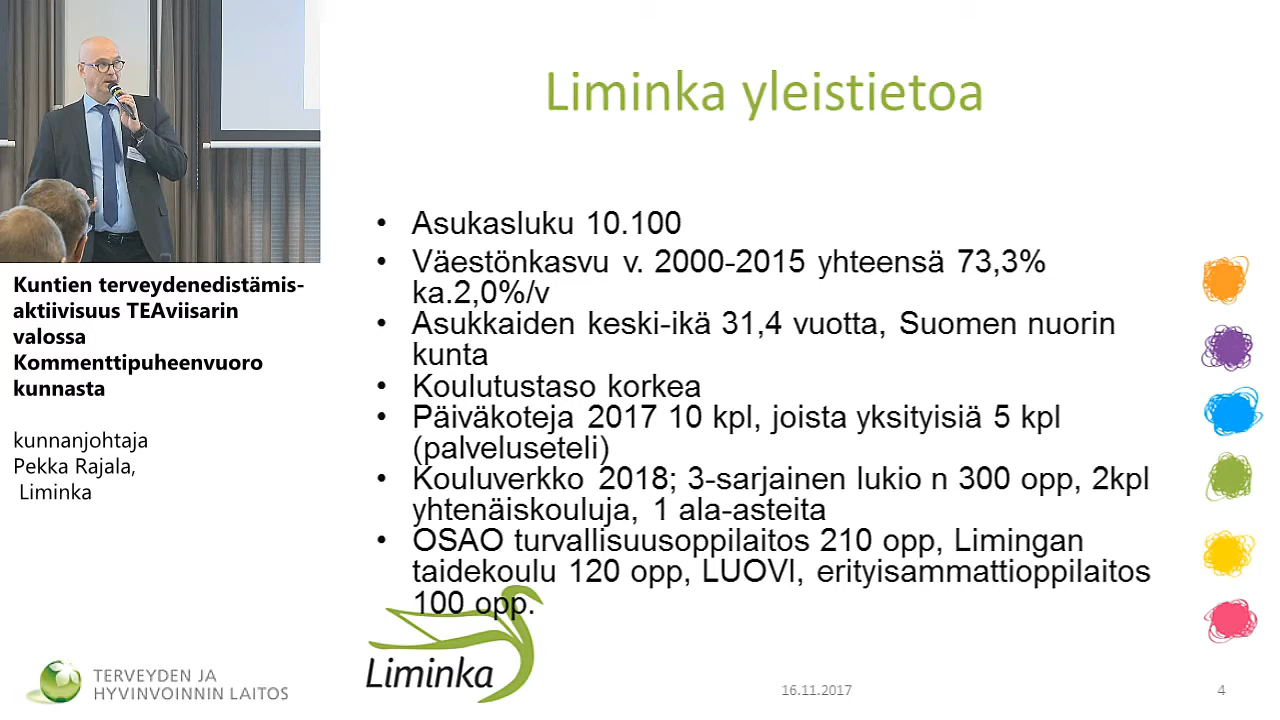 Liminka yleistietoa
• Asukasluku 10.100
• Väestönkasvu v. 2000-2015 yhteensä 73,3%
ka.2,0%/v
• Asukkaiden keski-ikä 31,4 vuotta, Suomen nuorin
kunta
• Koulutustaso korkea
• Päiväkoteja 2017 10 kpl, joista yksityisiä 5 kpl
(palveluseteli)
• Kouluverkko 2018; 3-sarjainen lukio n 300 opp, 2kpl
yhtenäiskouluja, 1 ala-asteita
• OSAO turvallisuusoppilaitos 210 opp, Limingan
taidekoulu 120 opp, LUOVI, erityisammattioppilaitos
100 opp.
Liminka
16.11.2017
4
Kuntien terveydenedistämis-
aktiivisuus TEAviisarin
valossa
Kommenttipuheenvuoro
kunnasta
kunnanjohtaja
Pekka Rajala,
Liminka
TERVEYDEN JA
HYVINVOINNIN LAITOS